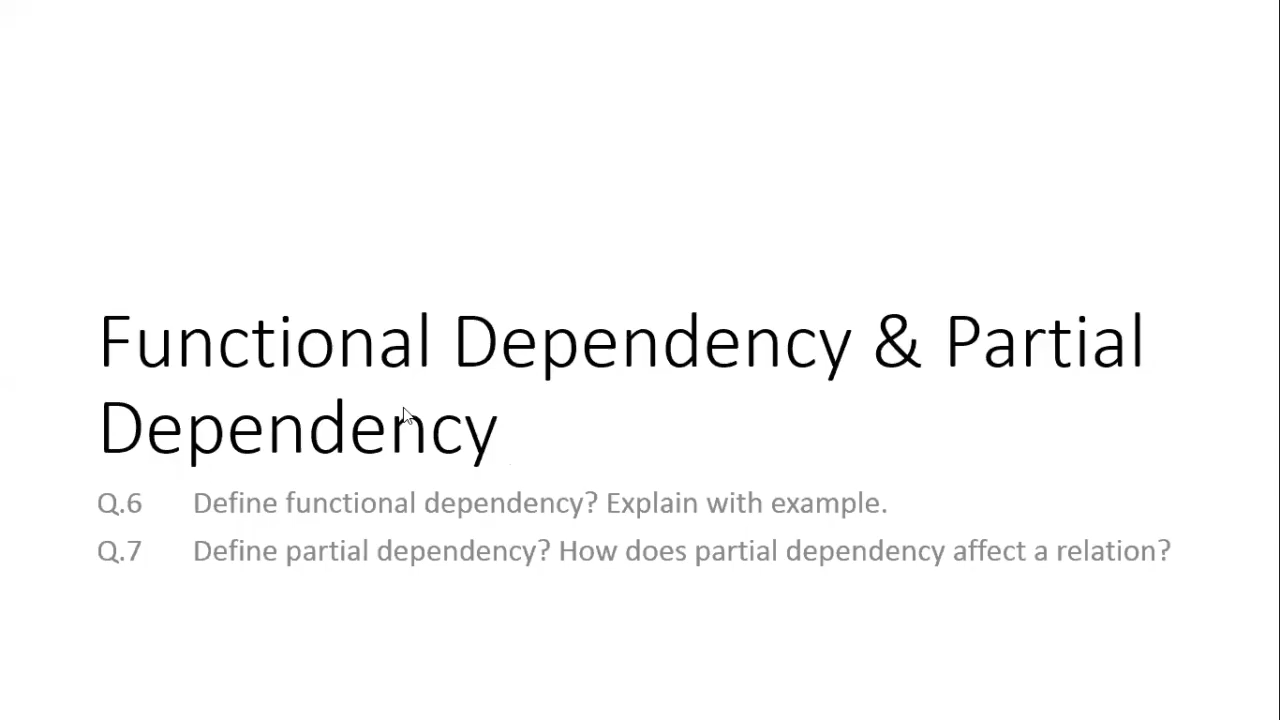 Functional Dependency & Partial
Dependency
Q.6 Define functional dependency? Explain with example.
Q.7 Define partial dependency? How does partial dependency affect a relation?